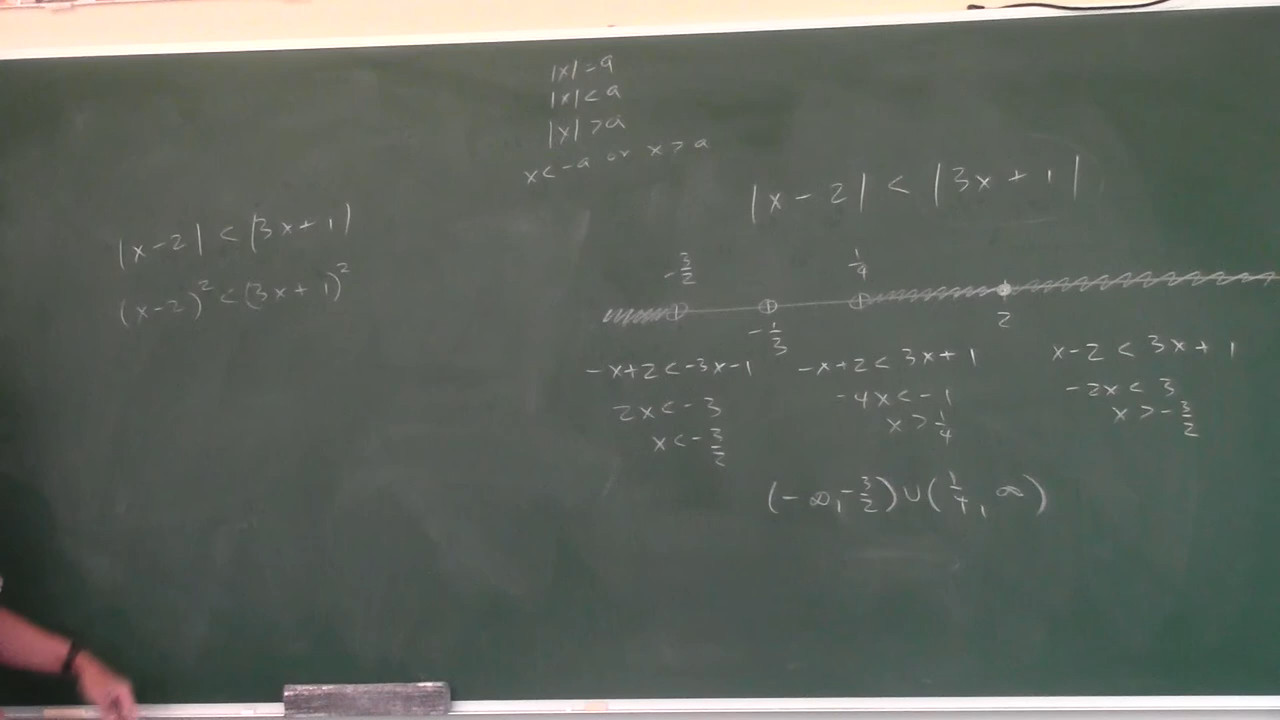 |x| = a
|x| < a
|x| > a
x < -a or x > a
|x - 2| < |3x + 1|
(x - 2)² < (3x + 1)²
|x - 2| < |3x + 1|
-3/2 1/4
-1/3 2
-x+2 < -3x-1
2x < -3
x < -3/2
-x+2 < 3x+1
-4x < -1
x > 1/4
x-2 < 3x+1
-2x < 3
x > -3/2
(-∞, -3/2) ∪ (1/4, ∞)